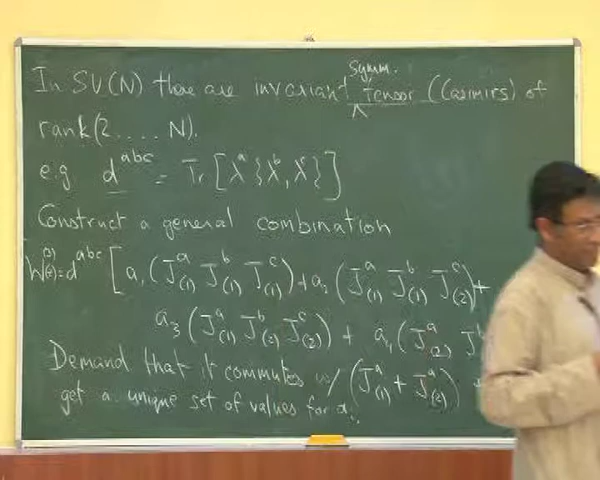 Symm.
In SU(N) there are invariant ^ tensor (Casimirs) of
rank (2 .... N).
e.g d^{abc} = Tr [λ^a {λ^b, λ^c}]
Construct a general combination
W^{(3)}(z) = d^{abc} [ a_1 (J^a_{(1)} J^b_{(1)} J^c_{(1)}) + a_2 (J^a_{(1)} J^b_{(1)} J^c_{(2)}) +
a_3 (J^a_{(1)} J^b_{(2)} J^c_{(2)}) + a_4 (J^a_{(2)} J^b
Demand that it commutes w/ (J^a_{(1)} + J^a_{(2)})
get a unique set of values for a_i.